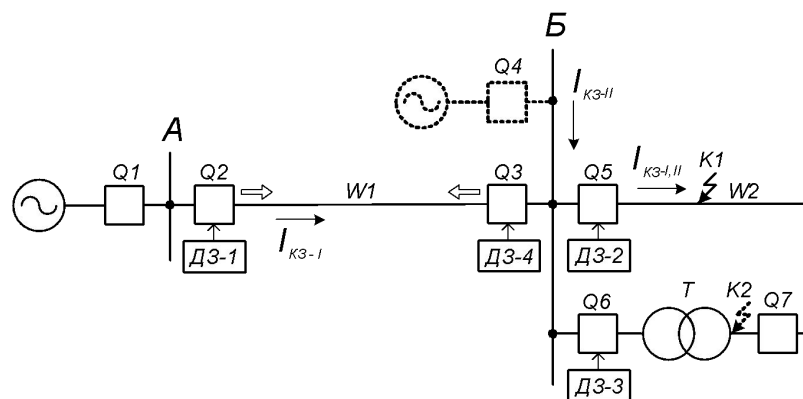 Б
Q4
I КЗ-II
А
Q1
Q2
W1
I КЗ-I
Q3
Q5
I КЗ-I,II
K1
W2
ДЗ-1
ДЗ-4
ДЗ-2
Q6
T
K2
Q7
ДЗ-3